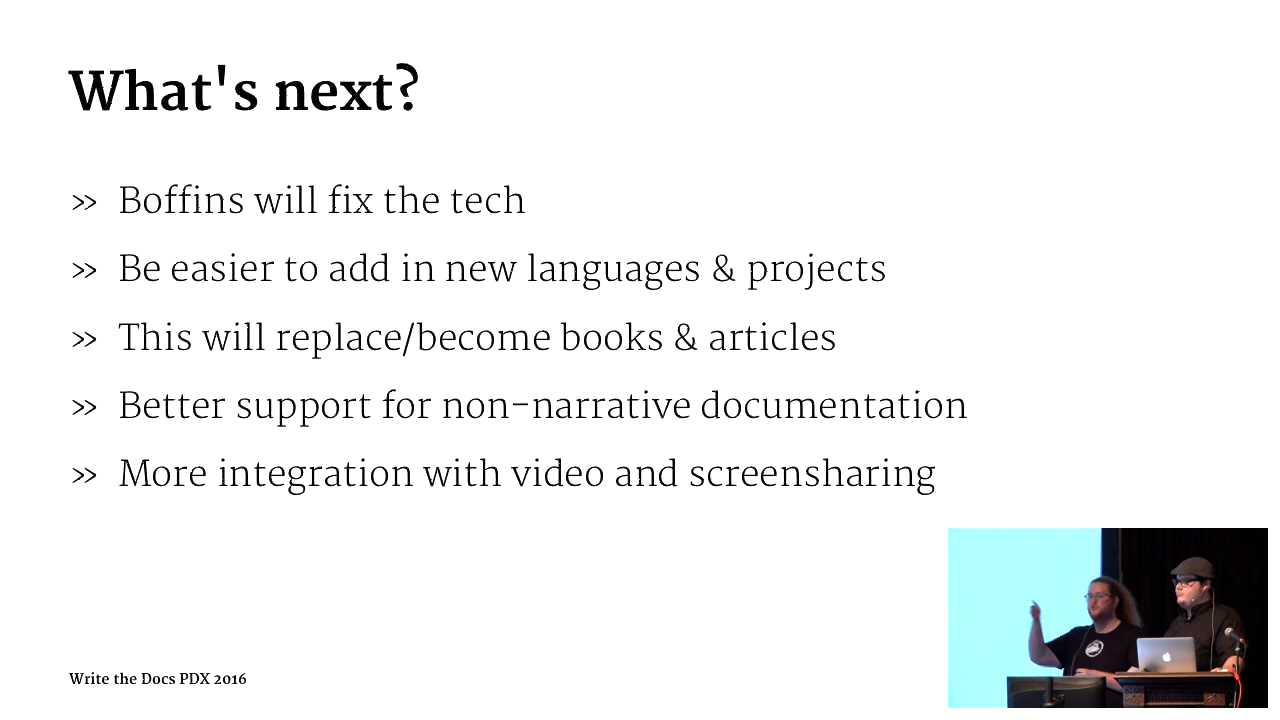 What's next?
» Boffins will fix the tech
» Be easier to add in new languages & projects
» This will replace/become books & articles
» Better support for non-narrative documentation
» More integration with video and screensharing
Write the Docs PDX 2016